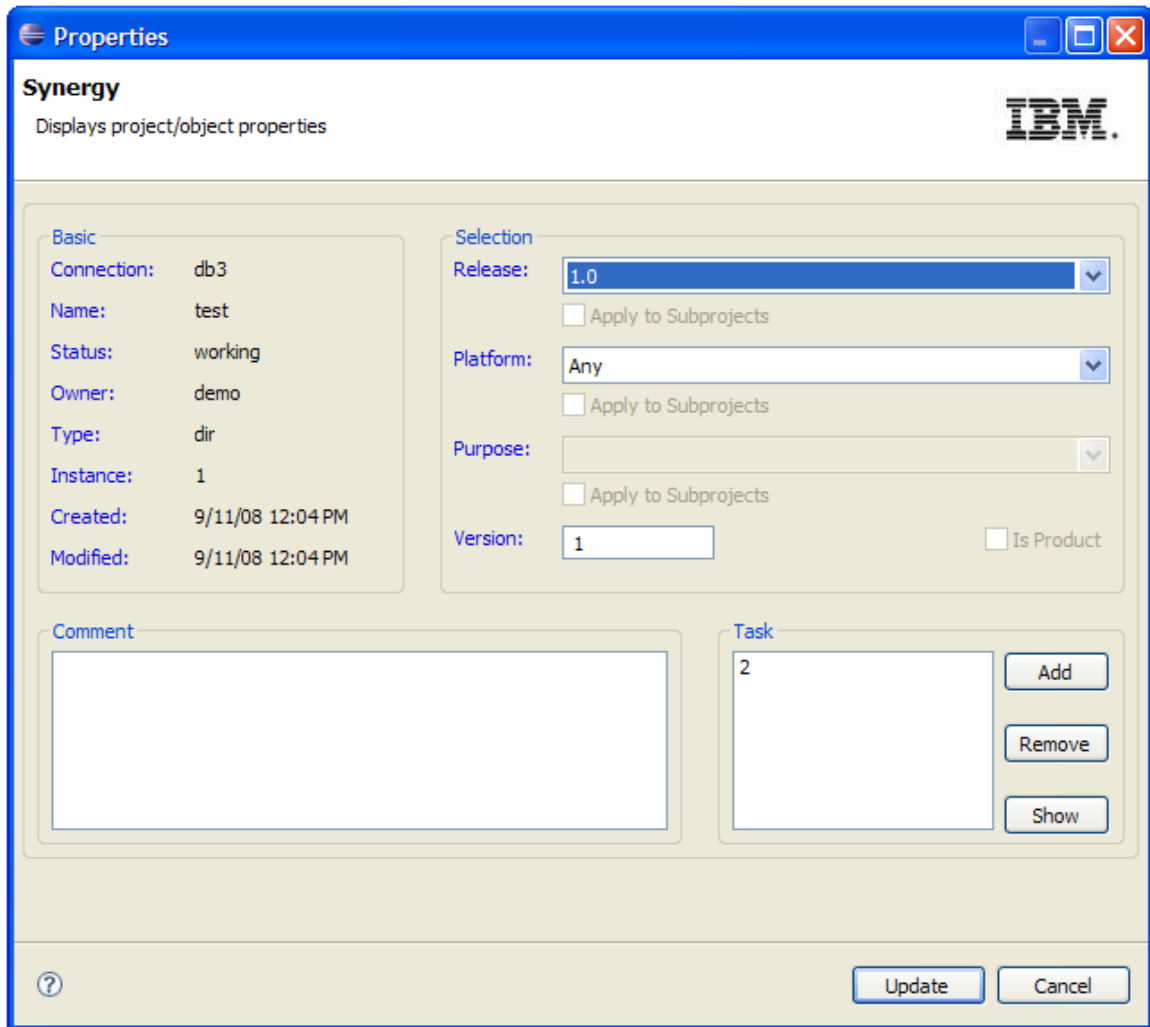 Properties
Synergy
Displays project/object properties
IBM.
Basic
Connection: db3
Name: test
Status: working
Owner: demo
Type: dir
Instance: 1
Created: 9/11/08 12:04 PM
Modified: 9/11/08 12:04 PM
Selection
Release: 1.0
Apply to Subprojects
Platform: Any
Apply to Subprojects
Purpose:
Apply to Subprojects
Version: 1 Is Product
Comment
Task
2
Add
Remove
Show
? Update Cancel